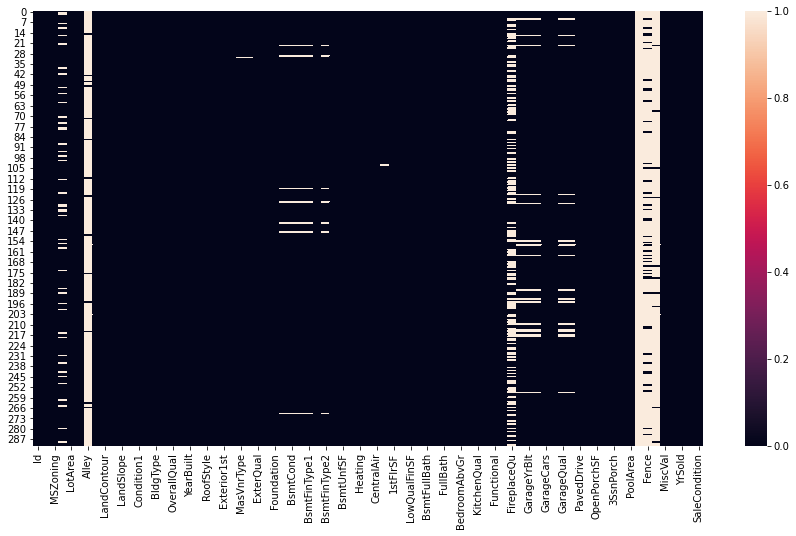 0
7
14
21
28
35
42
49
56
63
70
77
84
91
98
105
112
119
126
133
140
147
154
161
168
175
182
189
196
203
210
217
224
231
238
245
252
259
266
273
280
287
Id
MSZoning
LotArea
Alley
LandContour
LandSlope
Condition1
BldgType
OverallQual
YearBuilt
RoofStyle
Exterior1st
MasVnrType
ExterQual
Foundation
BsmtCond
BsmtFinType1
BsmtFinType2
BsmtUnfSF
Heating
CentralAir
1stFlrSF
LowQualFinSF
BsmtFullBath
FullBath
BedroomAbvGr
KitchenQual
Functional
FireplaceQu
GarageYrBlt
GarageCars
GarageQual
PavedDrive
OpenPorchSF
3SsnPorch
PoolArea
Fence
MiscVal
YrSold
SaleCondition
1.0
0.8
0.6
0.4
0.2
0.0